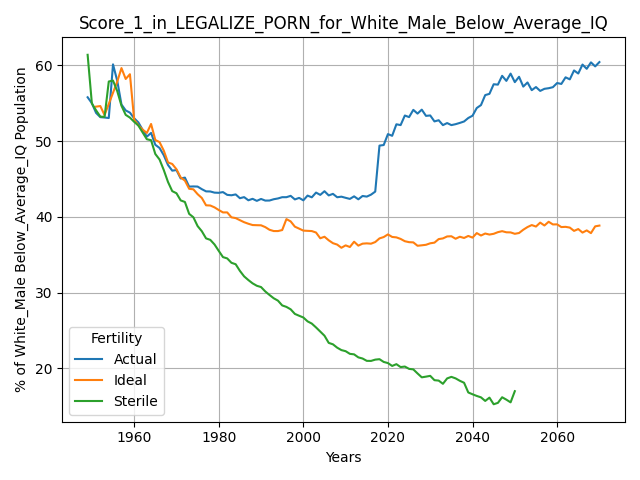 Score_1_in_LEGALIZE_PORN_for_White_Male_Below_Average_IQ
% of White_Male Below_Average_IQ Population
60
50
40
30
20
Fertility
Actual
Ideal
Sterile
1960 1980 2000 2020 2040 2060
Years